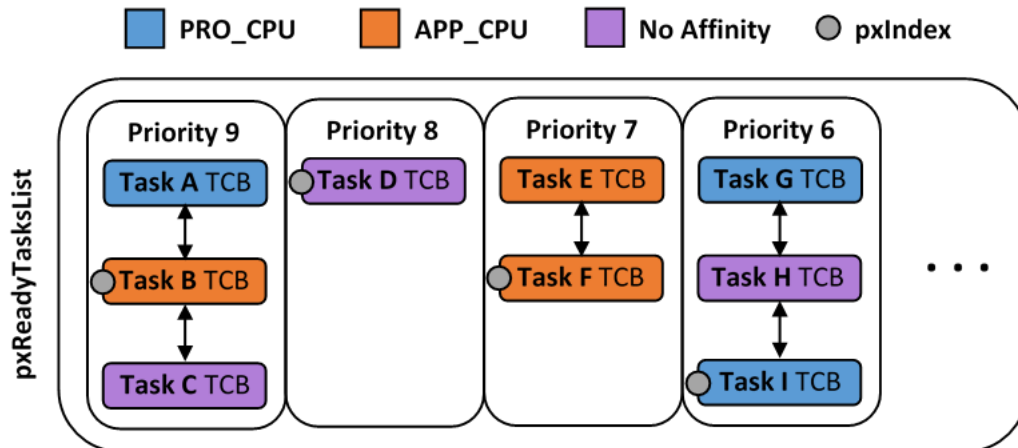 PRO_CPU
APP_CPU
No Affinity
pxIndex
pxReadyTasksList
Priority 9
Task A TCB
Task B TCB
Task C TCB
Priority 8
Task D TCB
Priority 7
Task E TCB
Task F TCB
Priority 6
Task G TCB
Task H TCB
Task I TCB
. . .